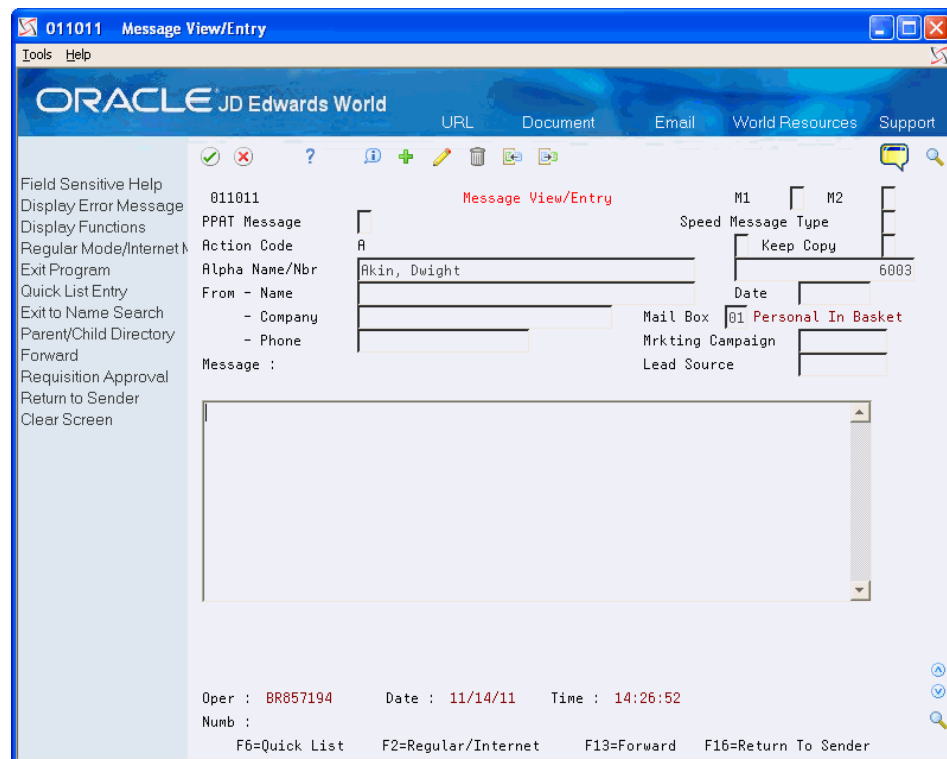 011011 Message View/Entry
Tools Help
ORACLE JD Edwards World
URL Document Email World Resources Support
?
Field Sensitive Help
Display Error Message
Display Functions
Regular Mode/Internet M
Exit Program
Quick List Entry
Exit to Name Search
Parent/Child Directory
Forward
Requisition Approval
Return to Sender
Clear Screen
011011 Message View/Entry M1 M2
PPAT Message Speed Message Type
Action Code A Keep Copy
Alpha Name/Nbr Akin, Dwight 6003
From - Name Date
- Company Mail Box 01 Personal In Basket
- Phone Mrkting Campaign
Message : Lead Source
Oper : BR857194 Date : 11/14/11 Time : 14:26:52
Numb :
F6=Quick List F2=Regular/Internet F13=Forward F16=Return To Sender